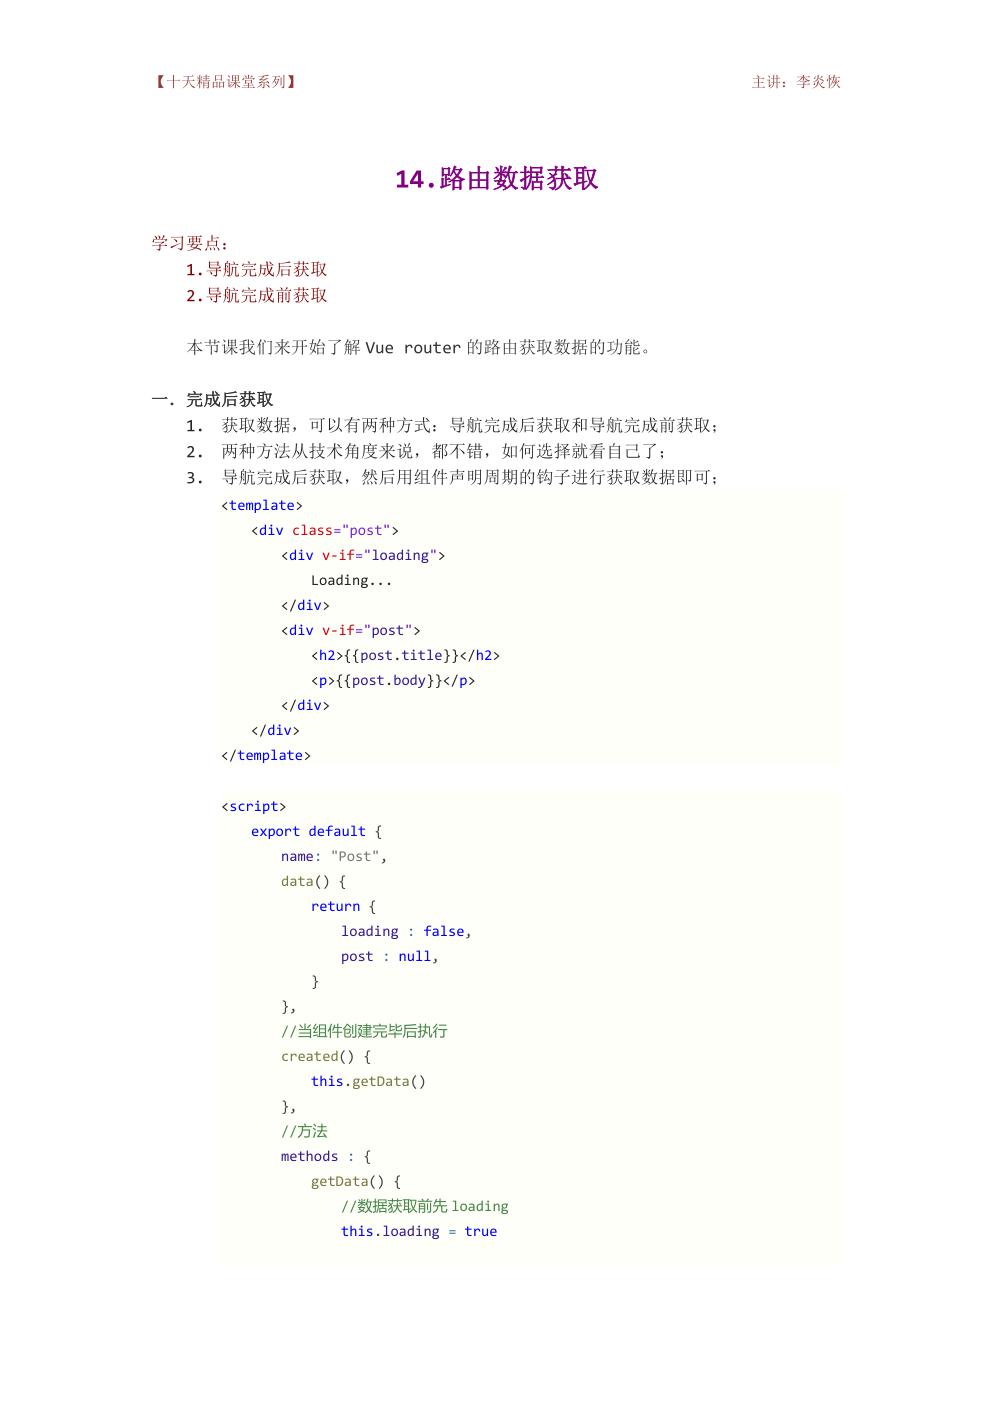 【十天精品课堂系列】 主讲：李炎恢
14.路由数据获取
学习要点：
1.导航完成后获取
2.导航完成前获取
本节课我们来开始了解 Vue router 的路由获取数据的功能。
一．完成后获取
1. 获取数据，可以有两种方式：导航完成后获取和导航完成前获取；
2. 两种方法从技术角度来说，都不错，如何选择就看自己了；
3. 导航完成后获取，然后用组件声明周期的钩子进行获取数据即可；
<template>
<div class="post">
<div v-if="loading">
Loading...
</div>
<div v-if="post">
<h2>{{post.title}}</h2>
<p>{{post.body}}</p>
</div>
</div>
</template>
<script>
export default {
name: "Post",
data() {
return {
loading : false,
post : null,
}
},
//当组件创建完毕后执行
created() {
this.getData()
},
//方法
methods : {
getData() {
//数据获取前先 loading
this.loading = true